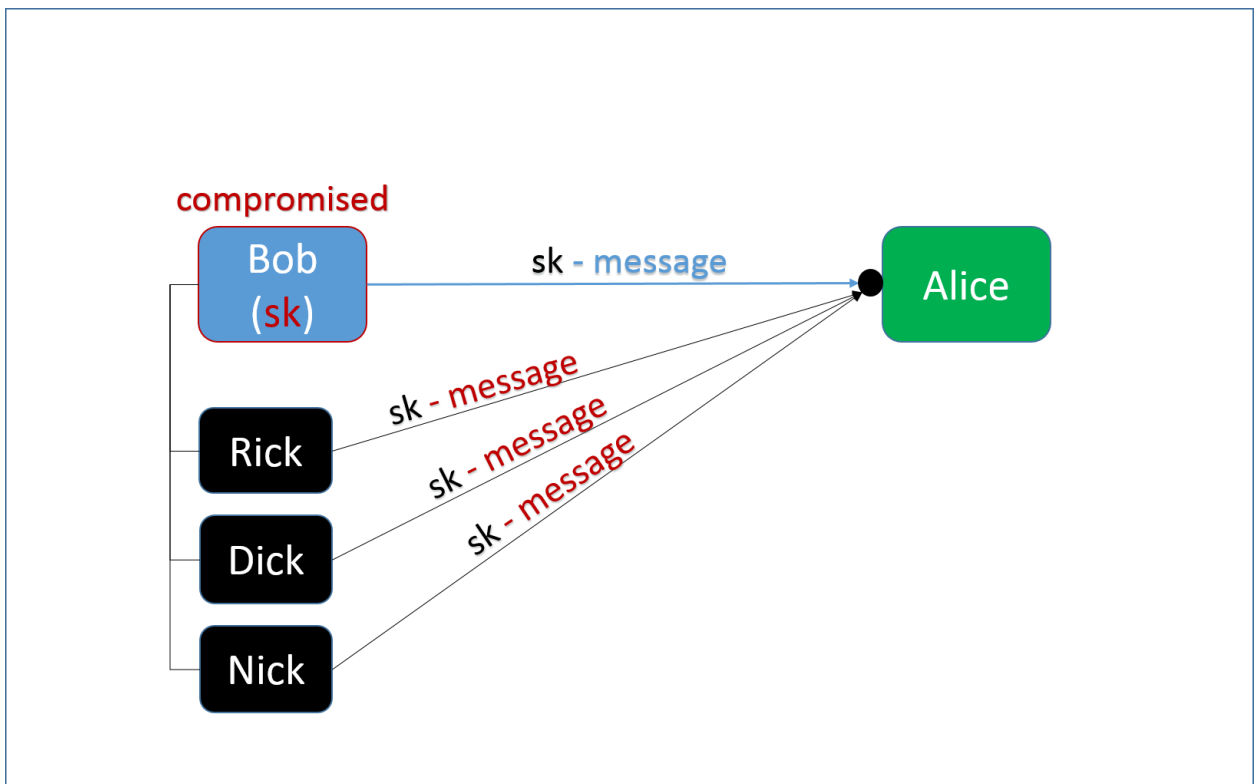 compromised
Bob
(sk)
sk - message
Alice
sk - message
Rick
sk - message
Dick
sk - message
Nick